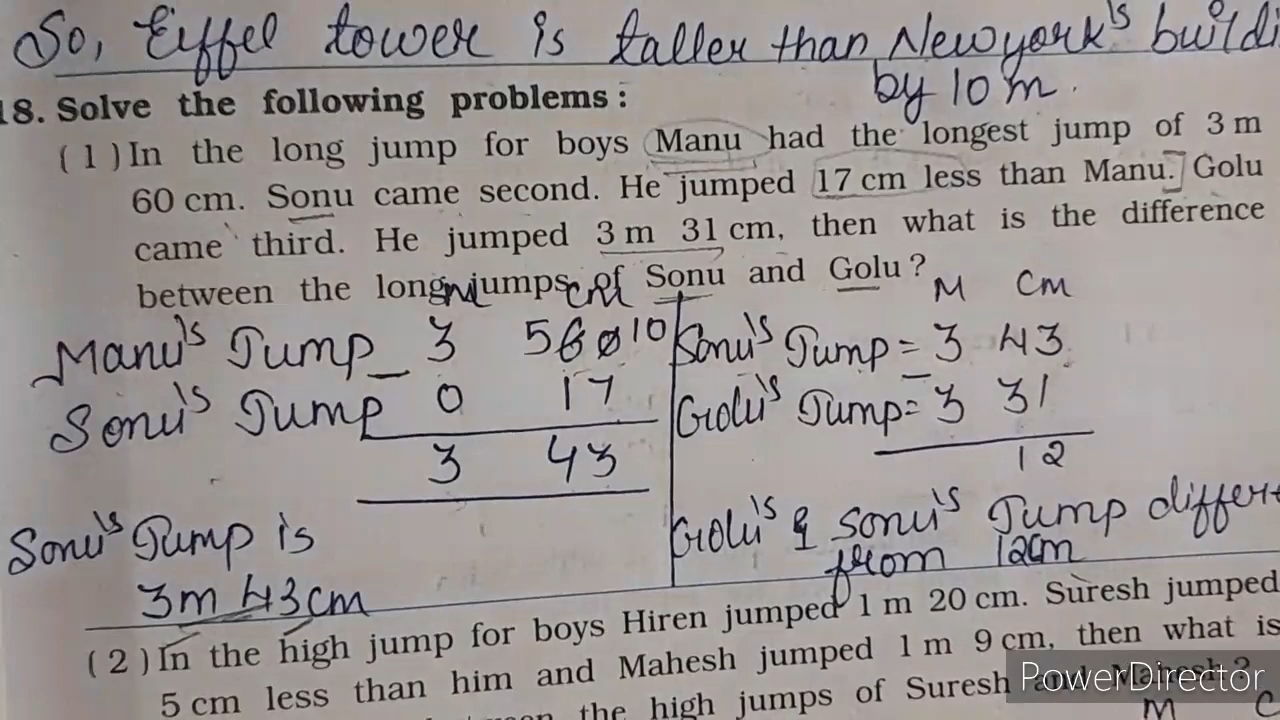 So, Eiffel tower is taller than Newyork's buildi
by 10 m.
18. Solve the following problems :
( 1 ) In the long jump for boys Manu had the longest jump of 3 m
60 cm. Sonu came second. He jumped 17 cm less than Manu. Golu
came third. He jumped 3 m 31 cm, then what is the difference
between the long jumps of Sonu and Golu ?
M cm
M Cm
Manu's Jump 3 5 6 0 10
Sonu's Jump 0 17
3 43
Sonu's Jump is
3m 43cm
Sonu's Jump = 3 43
Golu's Jump = 3 31
12
Golu's & Sonu's Jump differ
from 12cm
( 2 ) In the high jump for boys Hiren jumped 1 m 20 cm. Suresh jumped
5 cm less than him and Mahesh jumped 1 m 9 cm, then what is
the high jumps of Suresh and Mahesh ?
M C
PowerDirector